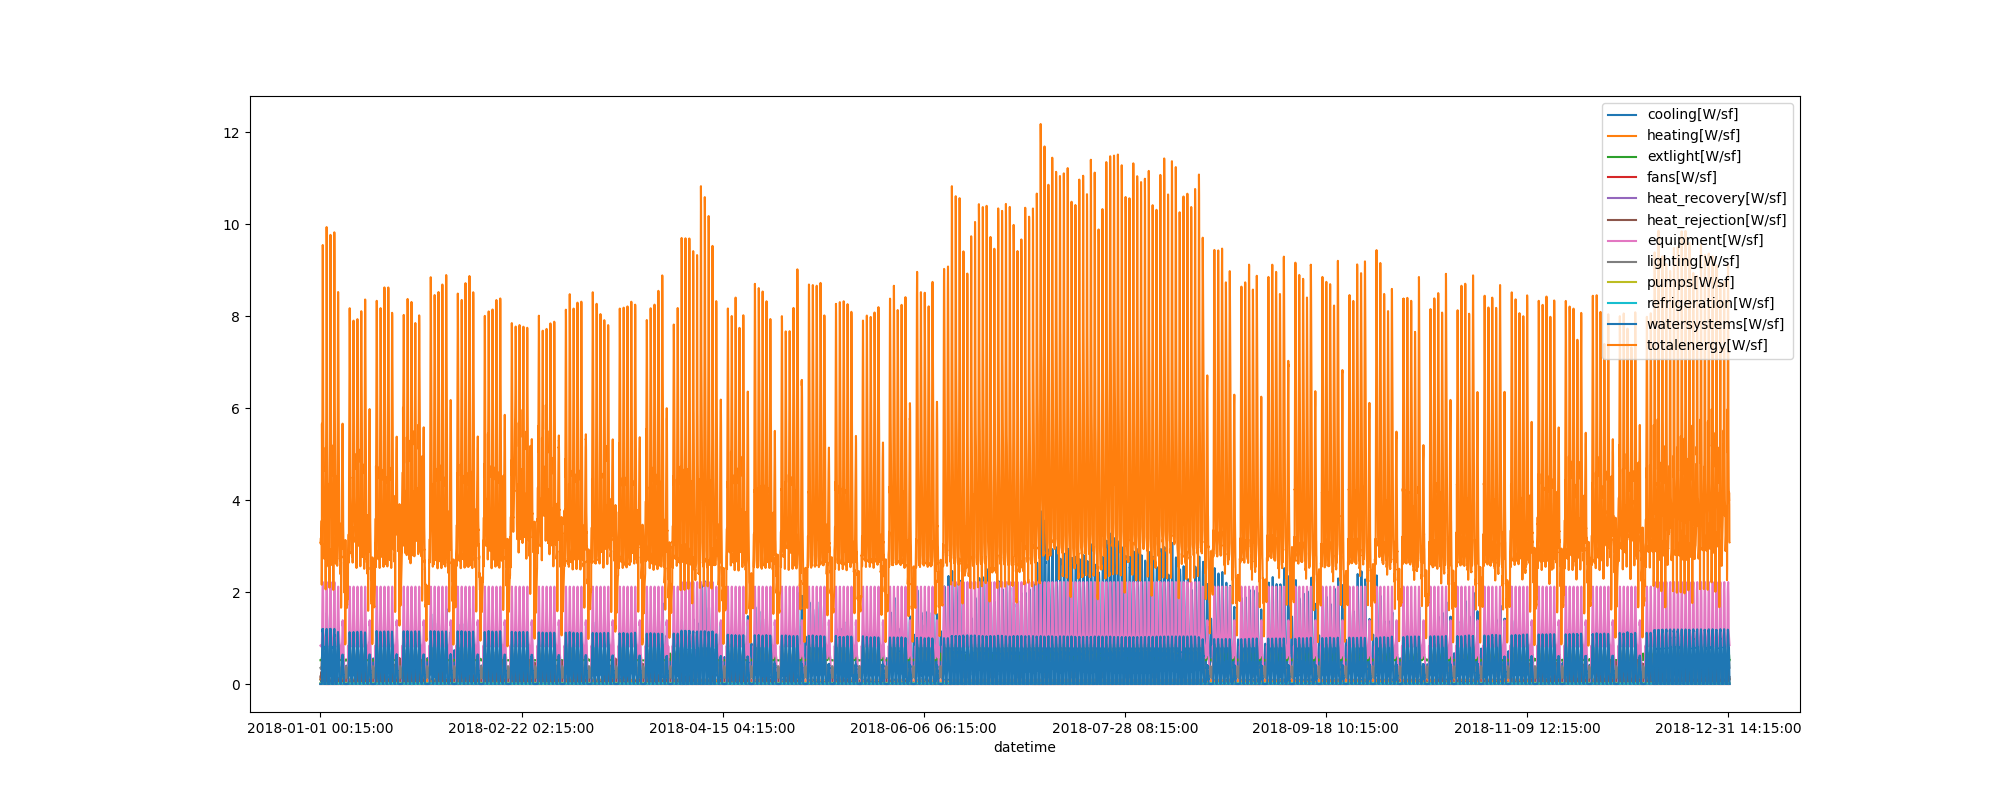 12
10
8
6
4
2
0
cooling[W/sf]
heating[W/sf]
extlight[W/sf]
fans[W/sf]
heat_recovery[W/sf]
heat_rejection[W/sf]
equipment[W/sf]
lighting[W/sf]
pumps[W/sf]
refrigeration[W/sf]
watersystems[W/sf]
totalenergy[W/sf]
2018-01-01 00:15:00 2018-02-22 02:15:00 2018-04-15 04:15:00 2018-06-06 06:15:00 2018-07-28 08:15:00 2018-09-18 10:15:00 2018-11-09 12:15:00 2018-12-31 14:15:00
datetime